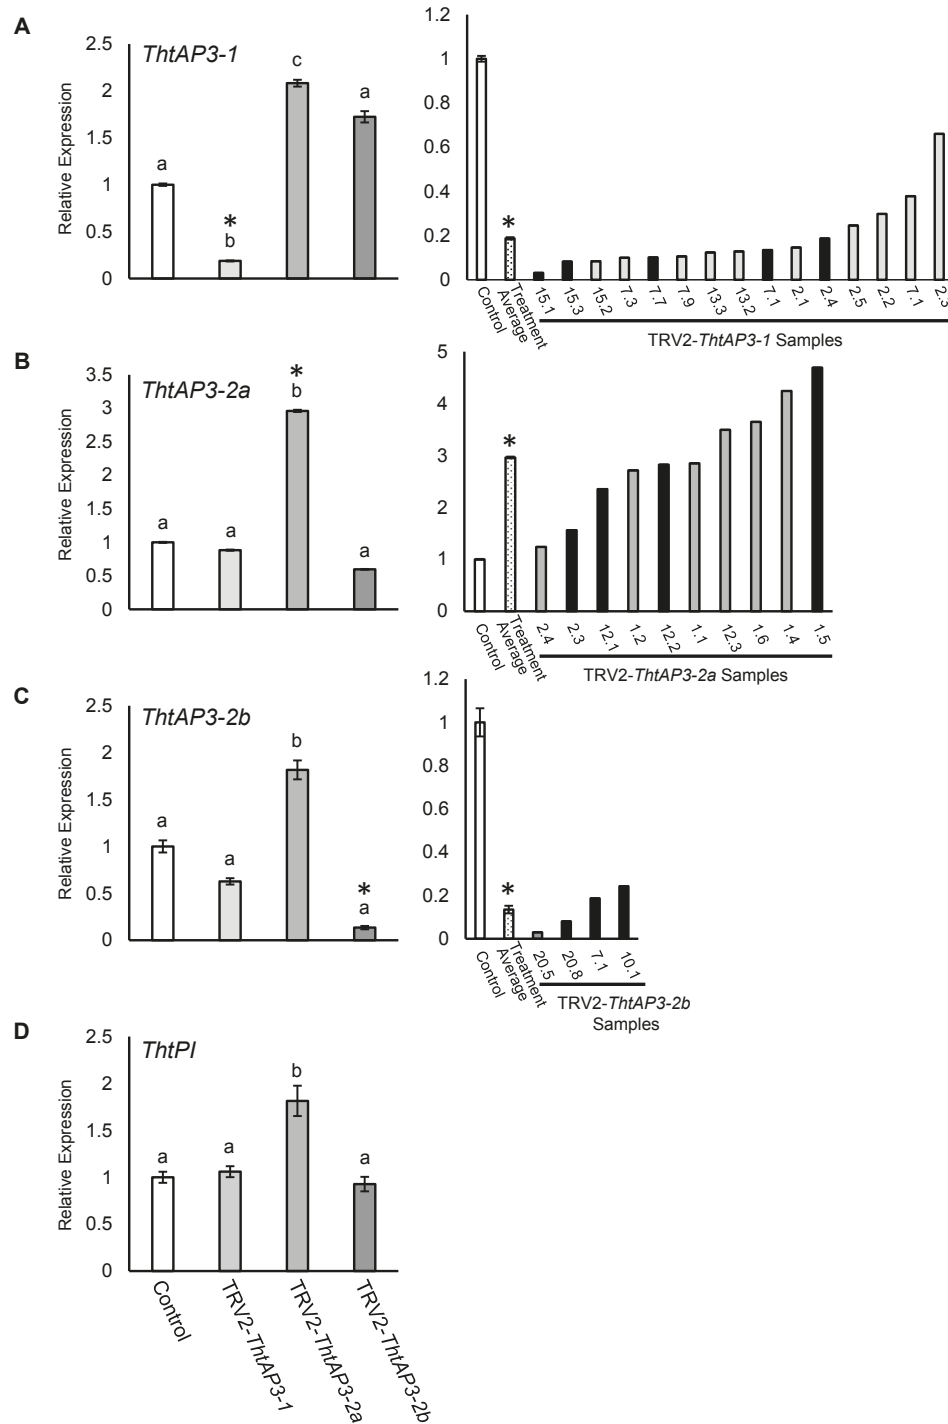 A
ThtAP3-1
Relative Expression
2.5
2
1.5
1
0.5
0
a
*
b
c
a
1.2
1
0.8
0.6
0.4
0.2
0
*
Control
Treatment
Average
15.1
15.3
15.2
7.3
7.7
7.9
13.3
13.2
7.1
2.1
2.4
2.5
2.2
7.1
2.3
TRV2-ThtAP3-1 Samples
B
ThtAP3-2a
Relative Expression
3.5
3
2.5
2
1.5
1
0.5
0
a
a
*
b
a
5
4
3
2
1
0
*
Control
Treatment
Average
2.4
2.3
12.1
1.2
12.2
1.1
12.3
1.6
1.4
1.5
TRV2-ThtAP3-2a Samples
C
ThtAP3-2b
Relative Expression
2.5
2
1.5
1
0.5
0
a
a
b
*
a
1.2
1
0.8
0.6
0.4
0.2
0
*
Control
Treatment
Average
20.5
20.8
7.1
10.1
TRV2-ThtAP3-2b
Samples
D
ThtPI
Relative Expression
2.5
2
1.5
1
0.5
0
a
a
b
a
Control
TRV2-ThtAP3-1
TRV2-ThtAP3-2a
TRV2-ThtAP3-2b